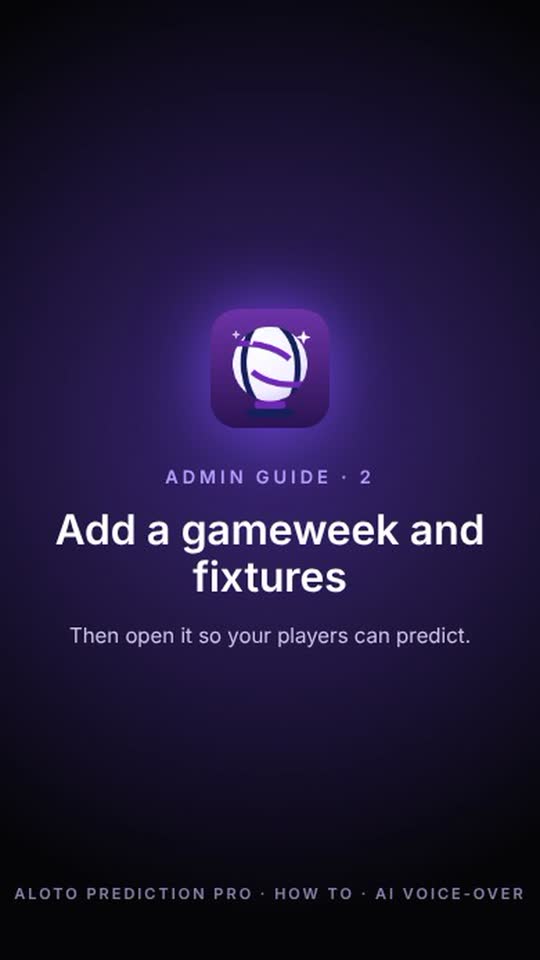 ADMIN GUIDE · 2
Add a gameweek and
fixtures
Then open it so your players can predict.
ALOTO PREDICTION PRO · HOW TO · AI VOICE-OVER